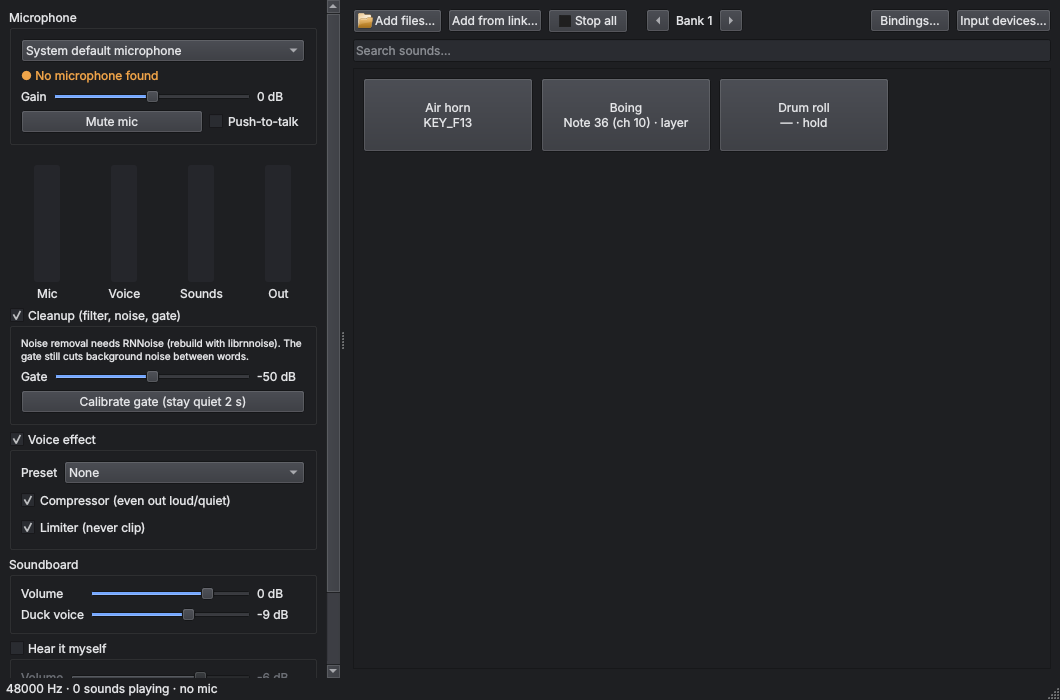 Microphone
System default microphone
No microphone found
Gain 0 dB
Mute mic Push-to-talk
Mic Voice Sounds Out
Cleanup (filter, noise, gate)
Noise removal needs RNNoise (rebuild with librnnoise). The
gate still cuts background noise between words.
Gate -50 dB
Calibrate gate (stay quiet 2 s)
Voice effect
Preset None
Compressor (even out loud/quiet)
Limiter (never clip)
Soundboard
Volume 0 dB
Duck voice -9 dB
Hear it myself
Volume -6 dB
48000 Hz · 0 sounds playing · no mic
Add files... Add from link... Stop all Bank 1 Bindings... Input devices...
Search sounds...
Air horn
KEY_F13
Boing
Note 36 (ch 10) · layer
Drum roll
— · hold